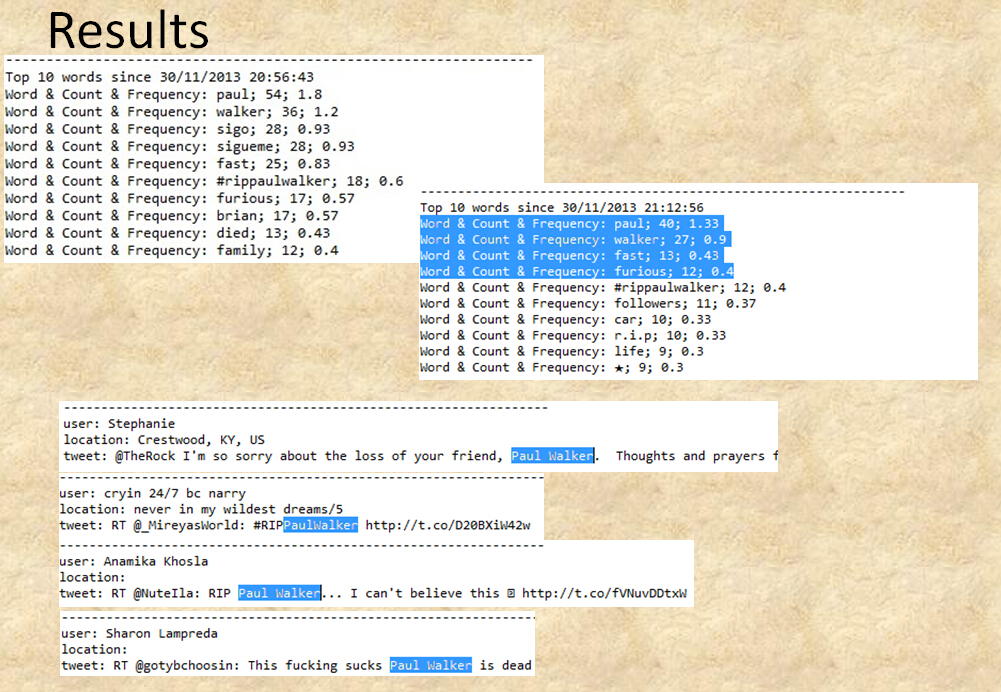 Results
--------------------------------------------------------------------
Top 10 words since 30/11/2013 20:56:43
Word & Count & Frequency: paul; 54; 1.8
Word & Count & Frequency: walker; 36; 1.2
Word & Count & Frequency: sigo; 28; 0.93
Word & Count & Frequency: sigueme; 28; 0.93
Word & Count & Frequency: fast; 25; 0.83
Word & Count & Frequency: #rippaulwalker; 18; 0.6
Word & Count & Frequency: furious; 17; 0.57
Word & Count & Frequency: brian; 17; 0.57
Word & Count & Frequency: died; 13; 0.43
Word & Count & Frequency: family; 12; 0.4
--------------------------------------------------------------------
Top 10 words since 30/11/2013 21:12:56
Word & Count & Frequency: paul; 40; 1.33
Word & Count & Frequency: walker; 27; 0.9
Word & Count & Frequency: fast; 13; 0.43
Word & Count & Frequency: furious; 12; 0.4
Word & Count & Frequency: #rippaulwalker; 12; 0.4
Word & Count & Frequency: followers; 11; 0.37
Word & Count & Frequency: car; 10; 0.33
Word & Count & Frequency: r.i.p; 10; 0.33
Word & Count & Frequency: life; 9; 0.3
Word & Count & Frequency: ★; 9; 0.3
--------------------------------------------------------------------
user: Stephanie
location: Crestwood, KY, US
tweet: @TheRock I'm so sorry about the loss of your friend, Paul Walker.  Thoughts and prayers f
--------------------------------------------------------------------
user: cryin 24/7 bc narry
location: never in my wildest dreams/5
tweet: RT @_MireyasWorld: #RIPPaulWalker http://t.co/D20BXiW42w
--------------------------------------------------------------------
user: Anamika Khosla
location:
tweet: RT @NuteIla: RIP Paul Walker... I can't believe this  http://t.co/fVNuvDDtxW
--------------------------------------------------------------------
user: Sharon Lampreda
location:
tweet: RT @gotybchoosin: This fucking sucks Paul Walker is dead